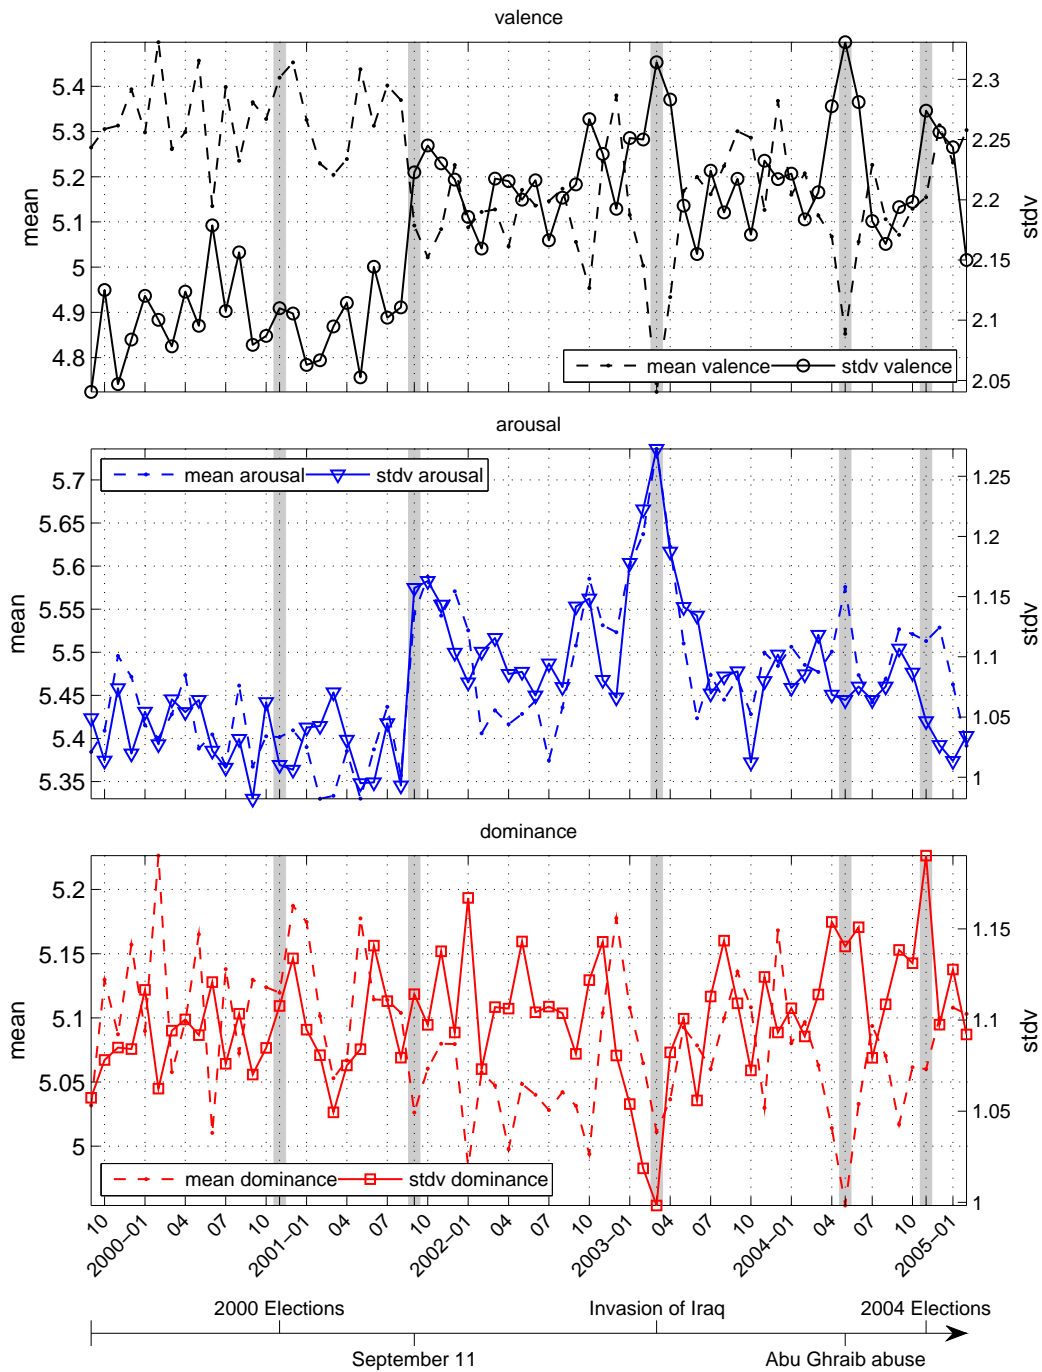 valence
5.4
5.3
5.2
5.1
5
4.9
4.8
mean
2.3
2.25
2.2
2.15
2.1
2.05
stdv
mean valence
stdv valence
arousal
5.7
5.65
5.6
5.55
5.5
5.45
5.4
5.35
mean
1.25
1.2
1.15
1.1
1.05
1
stdv
mean arousal
stdv arousal
dominance
5.2
5.15
5.1
5.05
5
mean
1.15
1.1
1.05
1
stdv
mean dominance
stdv dominance
10
2000–01
04
07
10
2001–01
04
07
10
2002–01
04
07
10
2003–01
04
07
10
2004–01
04
07
10
2005–01
2000 Elections
Invasion of Iraq
2004 Elections
September 11
Abu Ghraib abuse